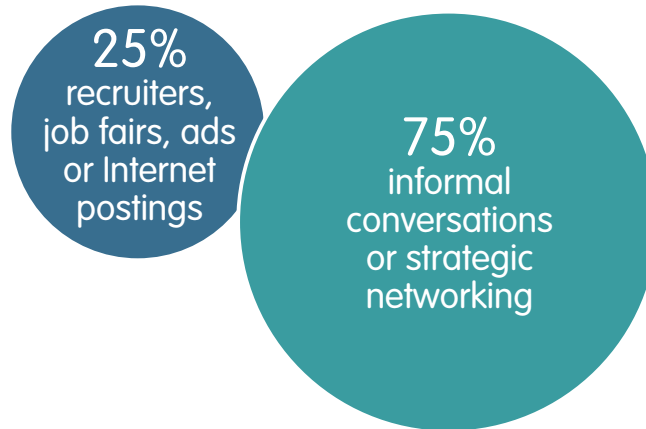 25%
recruiters,
job fairs, ads
or Internet
postings
75%
informal
conversations
or strategic
networking